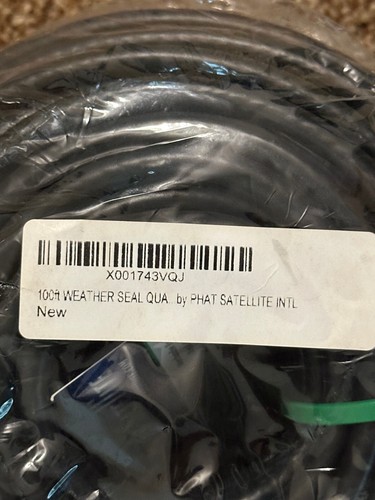 X001743VQJ
100ft WEATHER SEAL QUA.. by PHAT SATELLITE INTL
New